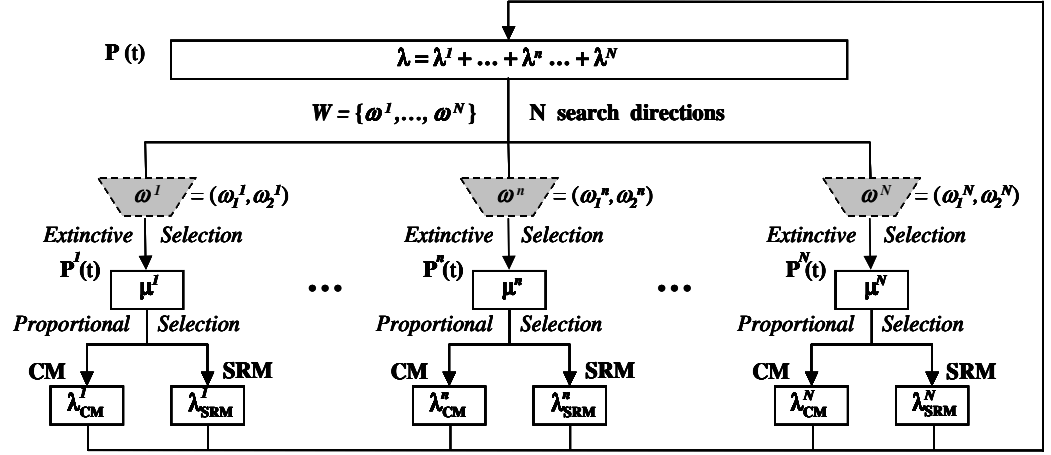 P (t)
λ = λ¹ + ... + λⁿ ... + λᴺ
W = {ω¹,..., ωᴺ} N search directions
ω¹ = (ω₁¹,ω₂¹) ωⁿ = (ω₁ⁿ,ω₂ⁿ) ωᴺ = (ω₁ᴺ,ω₂ᴺ)
Extinctive Selection Extinctive Selection Extinctive Selection
P¹(t) Pⁿ(t) Pᴺ(t)
μ¹ ... μⁿ ... μᴺ
Proportional Selection Proportional Selection Proportional Selection
CM SRM CM SRM CM SRM
λ¹CM λ¹SRM λⁿCM λⁿSRM λᴺCM λᴺSRM